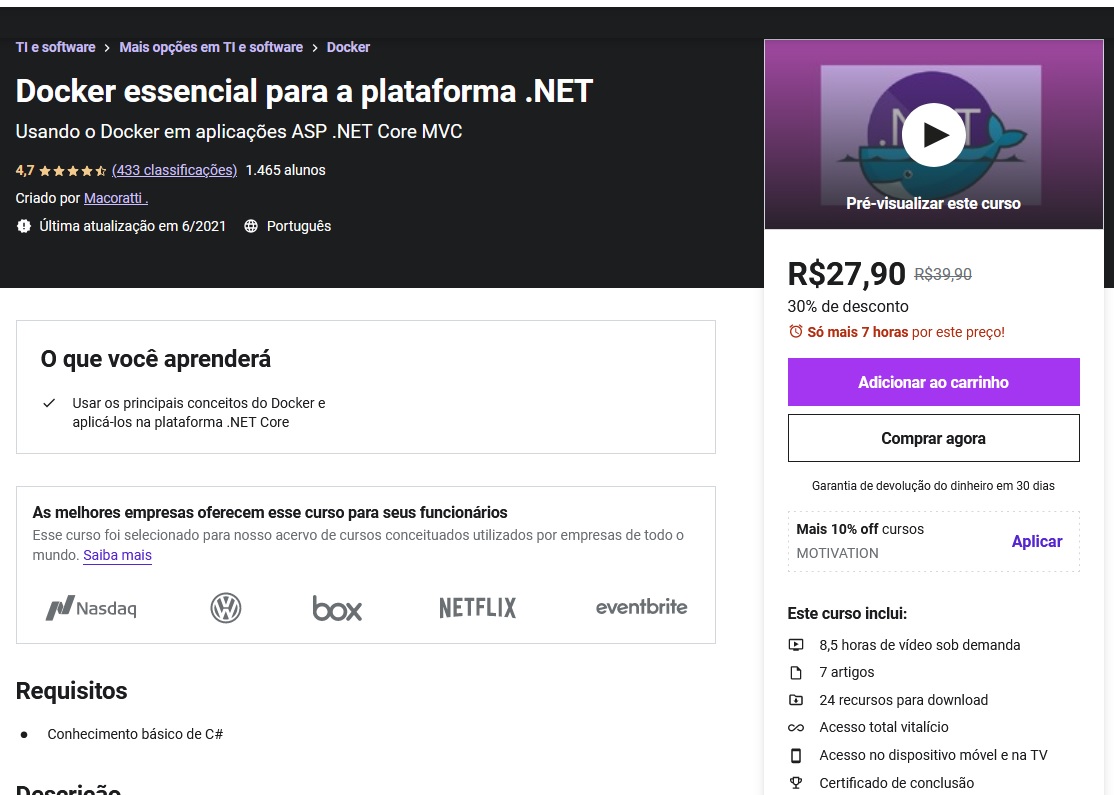 TI e software > Mais opções em TI e software > Docker
Docker essencial para a plataforma .NET
Usando o Docker em aplicações ASP .NET Core MVC
4,7 (433 classificações) 1.465 alunos
Criado por Macoratti .
Última atualização em 6/2021 Português
O que você aprenderá
Usar os principais conceitos do Docker e
aplicá-los na plataforma .NET Core
As melhores empresas oferecem esse curso para seus funcionários
Esse curso foi selecionado para nosso acervo de cursos conceituados utilizados por empresas de todo o
mundo. Saiba mais
Nasdaq
box
NETFLIX
eventbrite
Requisitos
Conhecimento básico de C#
Descrição
Pré-visualizar este curso
R$27,90 R$39,90
30% de desconto
Só mais 7 horas por este preço!
Adicionar ao carrinho
Comprar agora
Garantia de devolução do dinheiro em 30 dias
Mais 10% off cursos
MOTIVATION
Aplicar
Este curso inclui:
8,5 horas de vídeo sob demanda
7 artigos
24 recursos para download
Acesso total vitalício
Acesso no dispositivo móvel e na TV
Certificado de conclusão